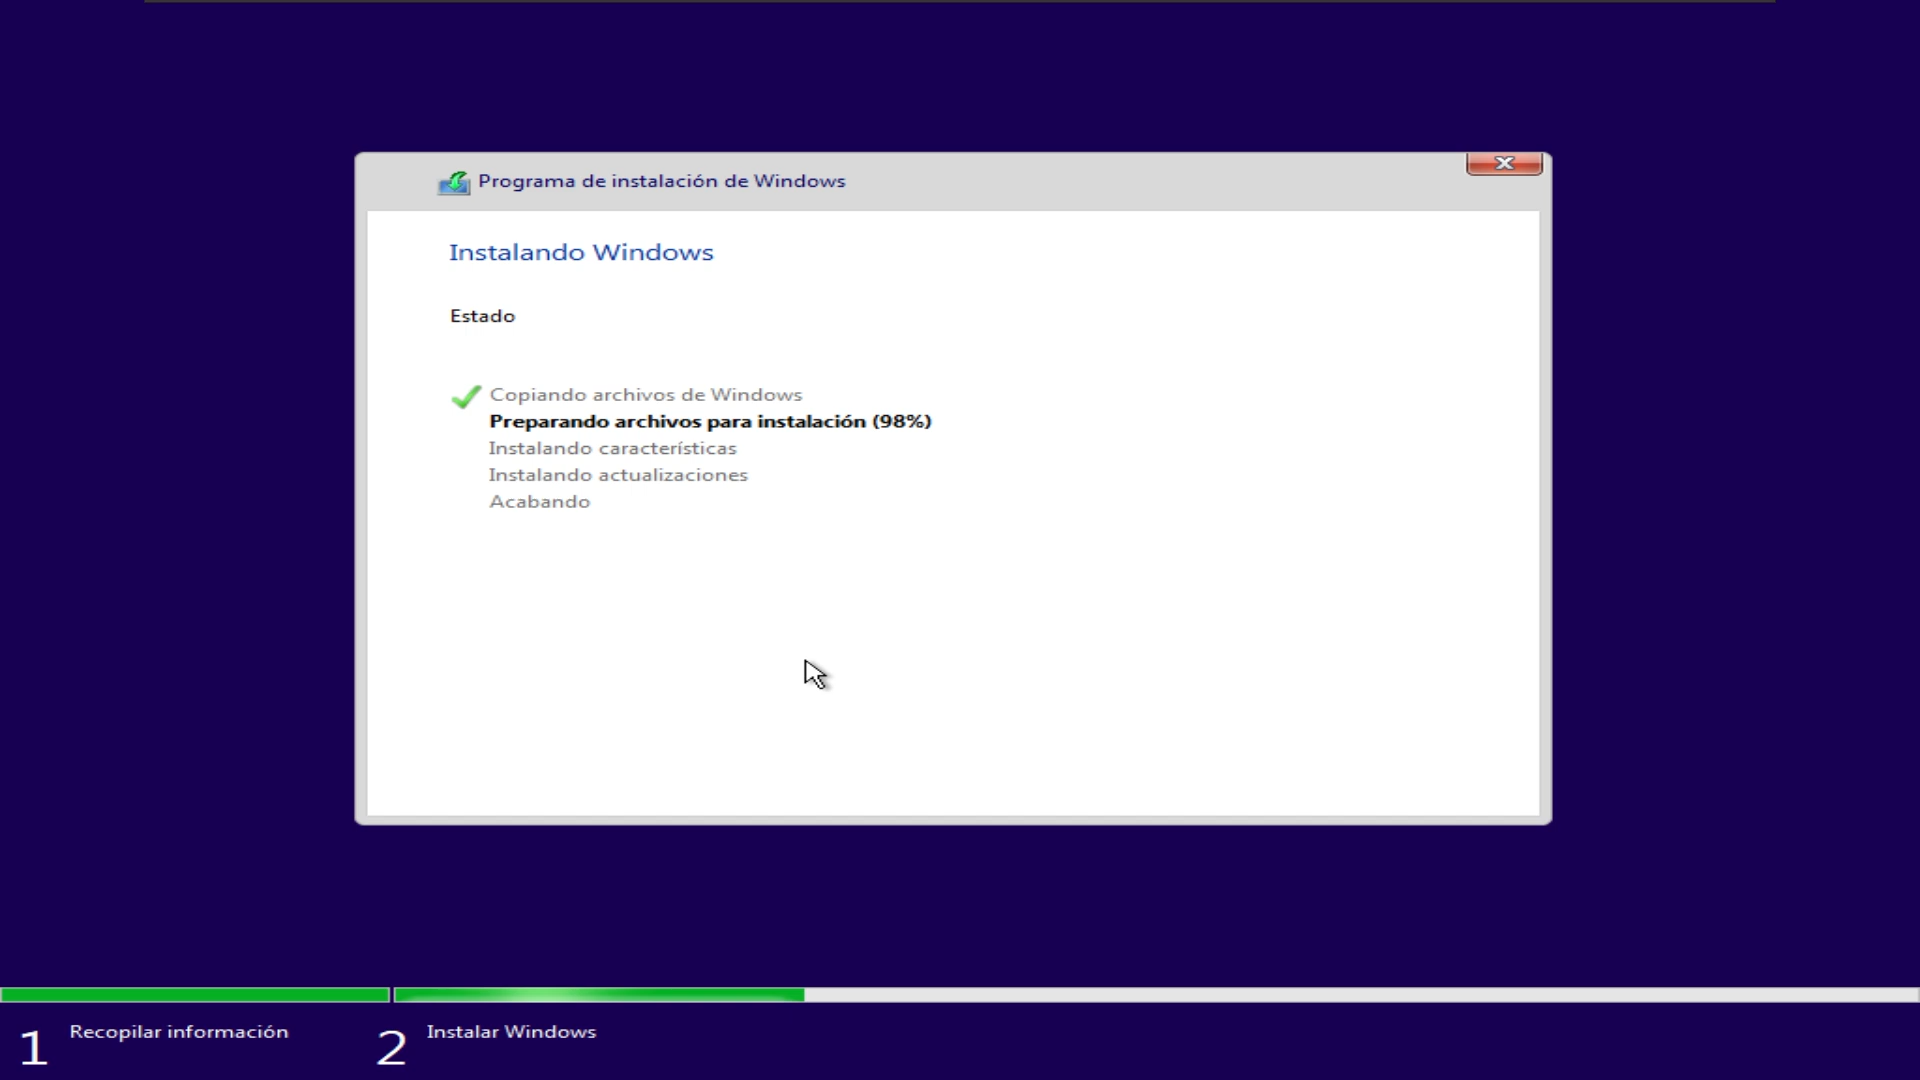 Programa de instalación de Windows
Instalando Windows
Estado
Copiando archivos de Windows
Preparando archivos para instalación (98%)
Instalando características
Instalando actualizaciones
Acabando
1 Recopilar información
2 Instalar Windows